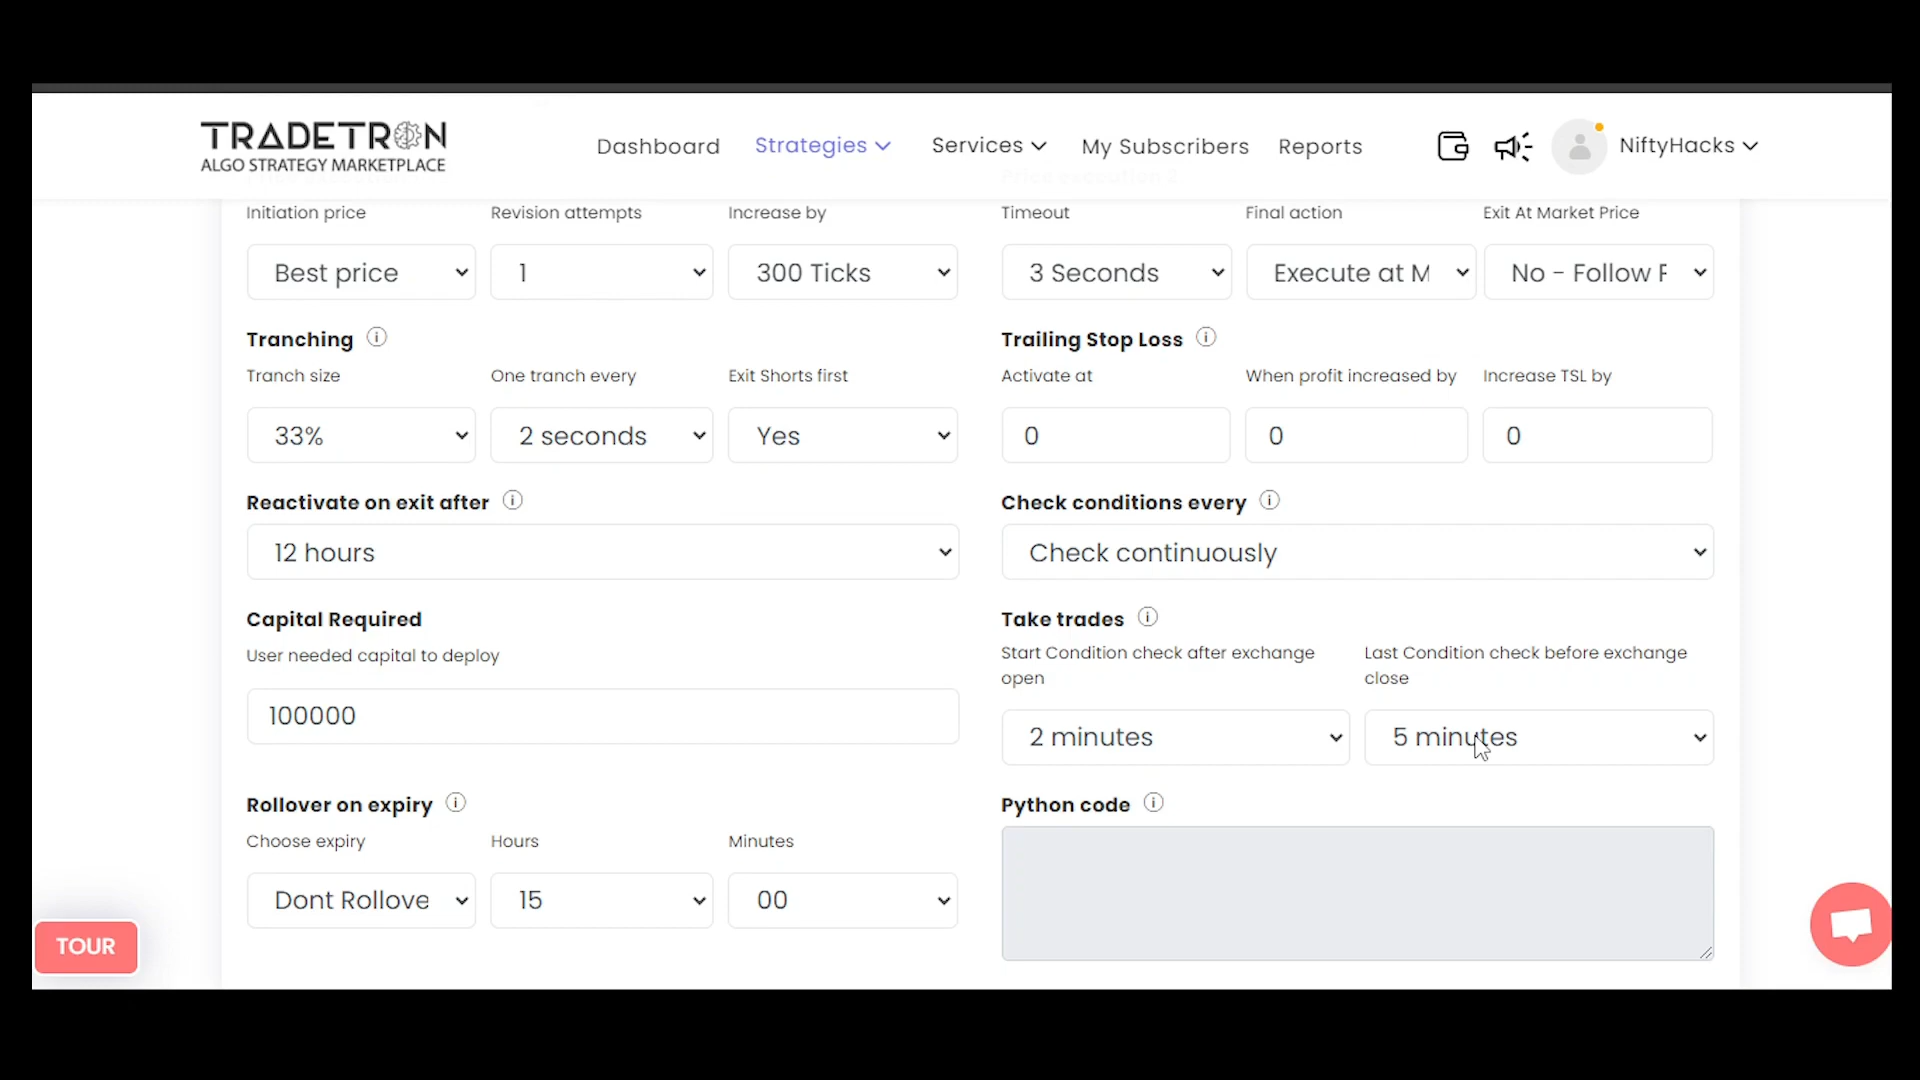 TRADETRON
ALGO STRATEGY MARKETPLACE
Dashboard Strategies Services My Subscribers Reports NiftyHacks
Initiation price Revision attempts Increase by
Best price 1 300 Ticks
Timeout Final action Exit At Market Price
3 Seconds Execute at M No - Follow F
Tranching
Tranch size One tranch every Exit Shorts first
33% 2 seconds Yes
Trailing Stop Loss
Activate at When profit increased by Increase TSL by
0 0 0
Reactivate on exit after
12 hours
Check conditions every
Check continuously
Capital Required
User needed capital to deploy
100000
Take trades
Start Condition check after exchange
open
Last Condition check before exchange
close
2 minutes 5 minutes
Rollover on expiry
Choose expiry Hours Minutes
Dont Rollove 15 00
Python code
TOUR